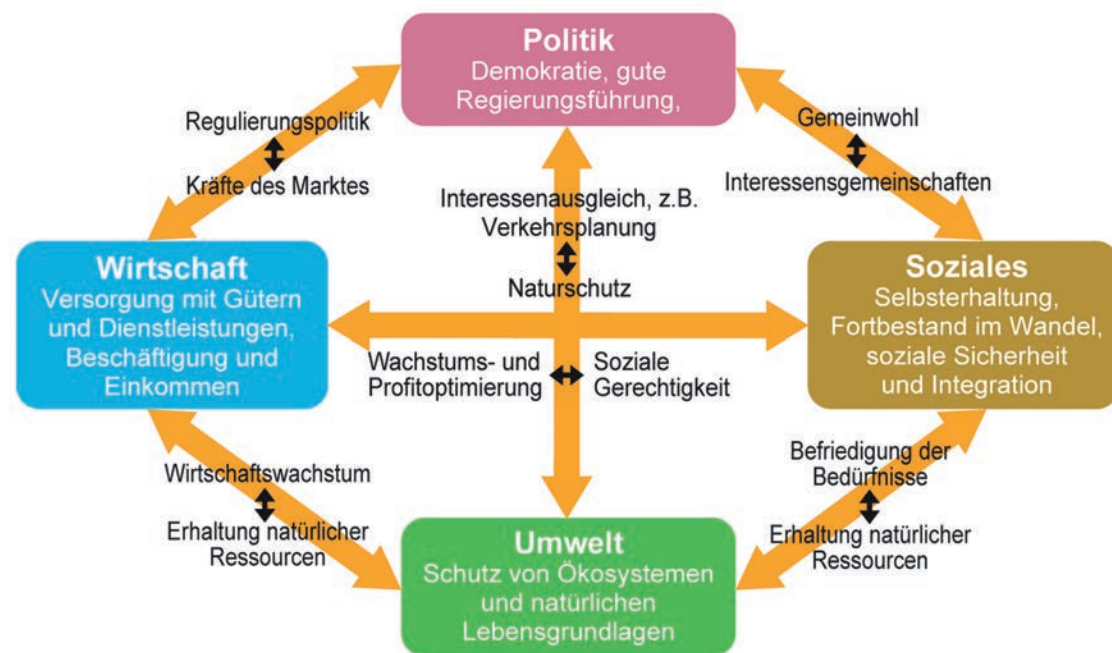 Politik
Demokratie, gute
Regierungsführung,
Regulierungspolitik
Kräfte des Marktes
Gemeinwohl
Interessensgemeinschaften
Interessenausgleich, z.B.
Verkehrsplanung
Naturschutz
Wirtschaft
Versorgung mit Gütern
und Dienstleistungen,
Beschäftigung und
Einkommen
Soziales
Selbsterhaltung,
Fortbestand im Wandel,
soziale Sicherheit
und Integration
Wachstums- und
Profitoptimierung
Soziale
Gerechtigkeit
Wirtschaftswachstum
Erhaltung natürlicher
Ressourcen
Befriedigung der
Bedürfnisse
Erhaltung natürlicher
Ressourcen
Umwelt
Schutz von Ökosystemen
und natürlichen
Lebensgrundlagen